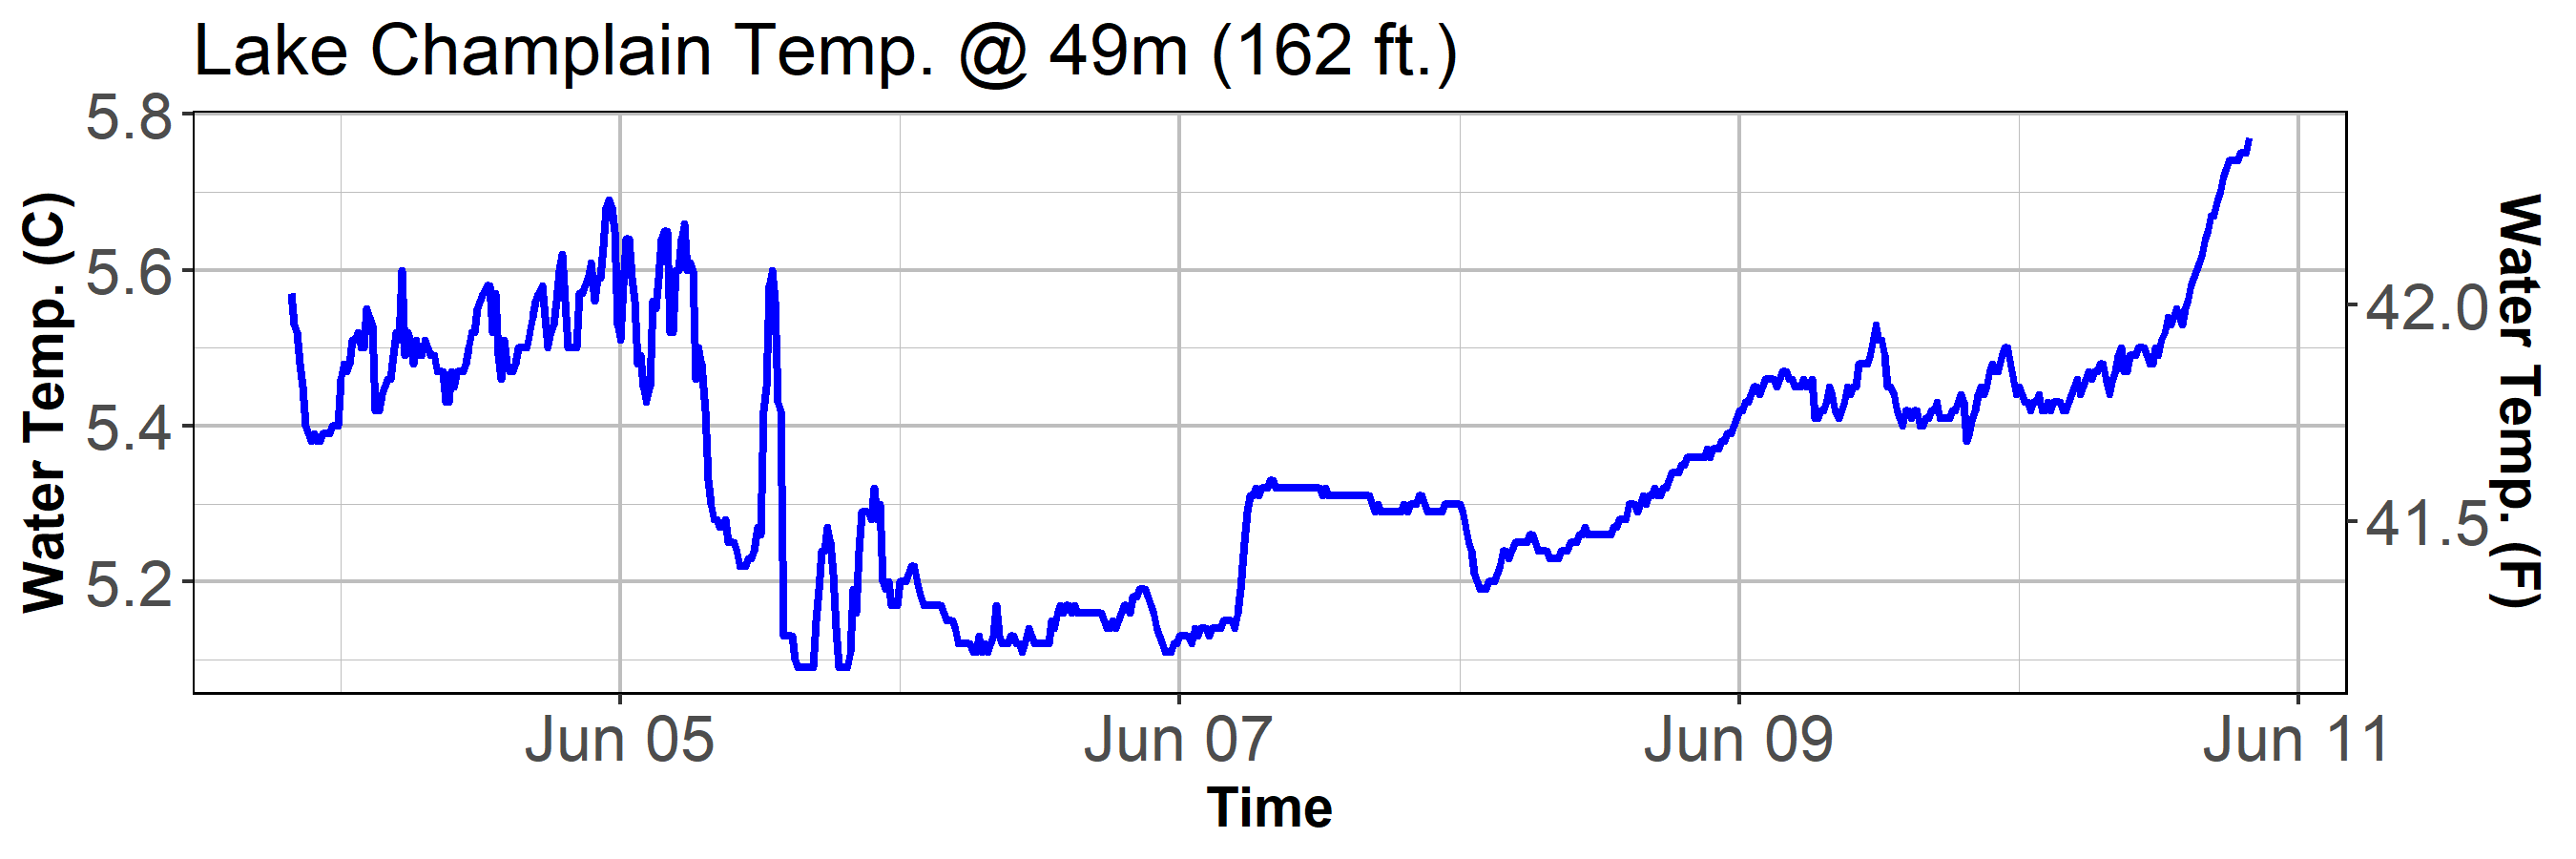 Lake Champlain Temp. @ 49m (162 ft.)
Water Temp. (C)
5.8
5.6
5.4
5.2
42.0
41.5
Water Temp. (F)
Jun 05 Jun 07 Jun 09 Jun 11
Time